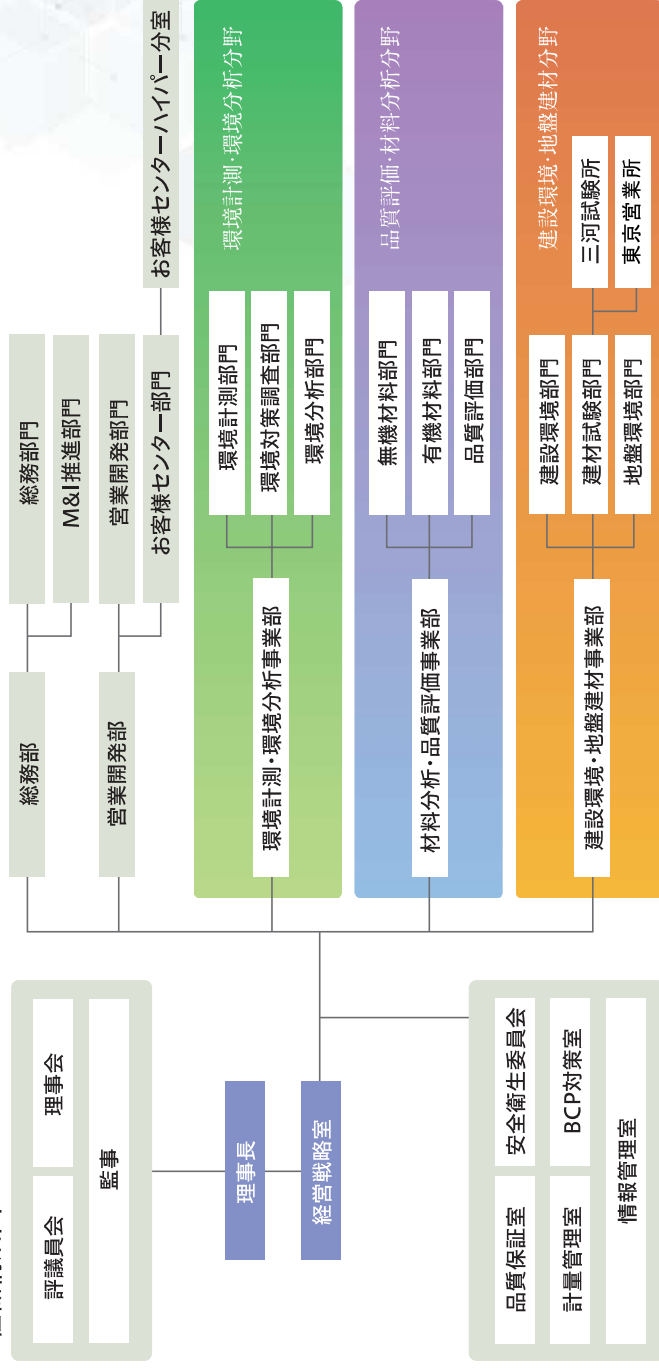 評議員会
理事会
監事
理事長
経営戦略室
品質保証室
安全衛生委員会
計量管理室
BCP対策室
情報管理室
総務部
総務部門
M&I推進部門
営業開発部
営業開発部門
お客様センター部門
お客様センターハイパー分室
環境計測・環境分析分野
環境計測・環境分析事業部
環境計測部門
環境対策調査部門
環境分析部門
品質評価・材料分析分野
材料分析・品質評価事業部
無機材料部門
有機材料部門
品質評価部門
建設環境・地盤建材分野
建設環境・地盤建材事業部
建設環境部門
建材試験部門
地盤環境部門
三河試験所
東京営業所